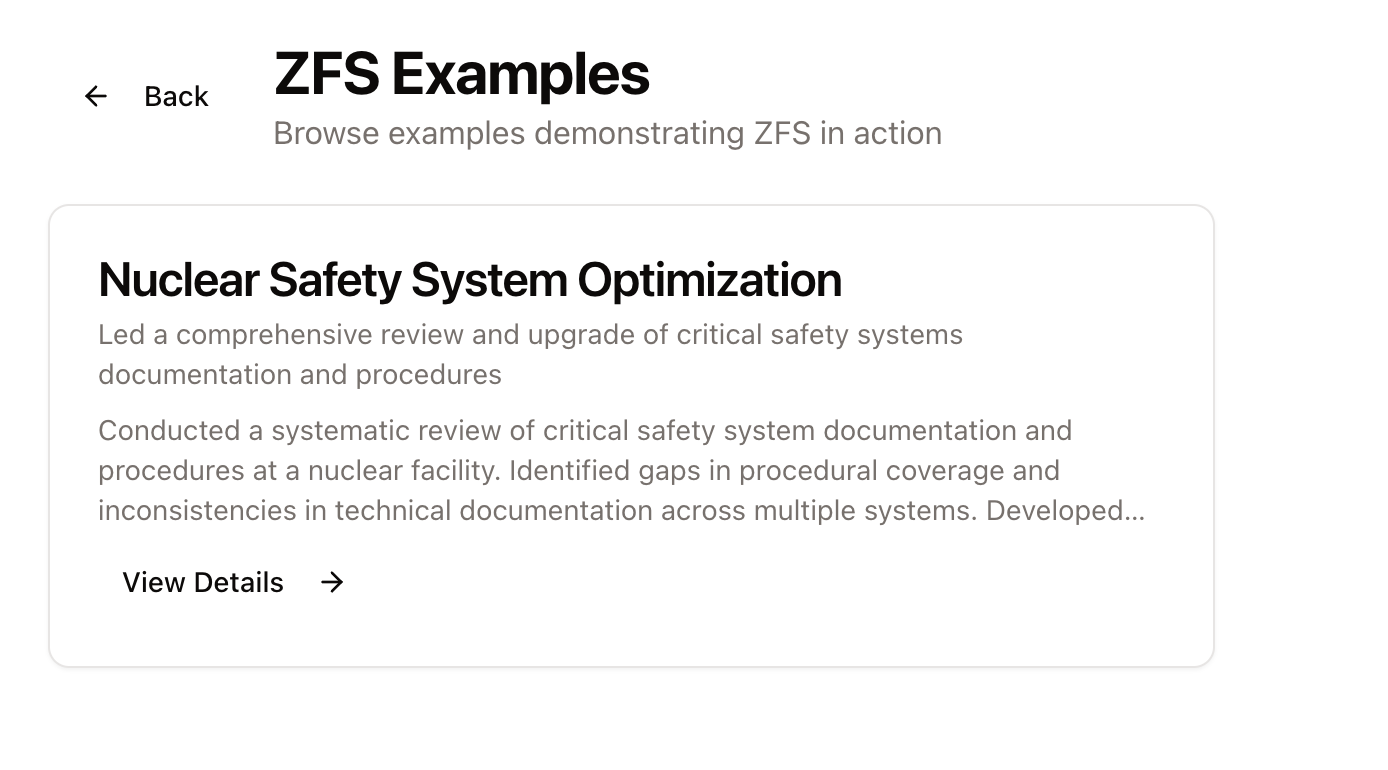 Back
ZFS Examples
Browse examples demonstrating ZFS in action
Nuclear Safety System Optimization
Led a comprehensive review and upgrade of critical safety systems
documentation and procedures
Conducted a systematic review of critical safety system documentation and
procedures at a nuclear facility. Identified gaps in procedural coverage and
inconsistencies in technical documentation across multiple systems. Developed...
View Details